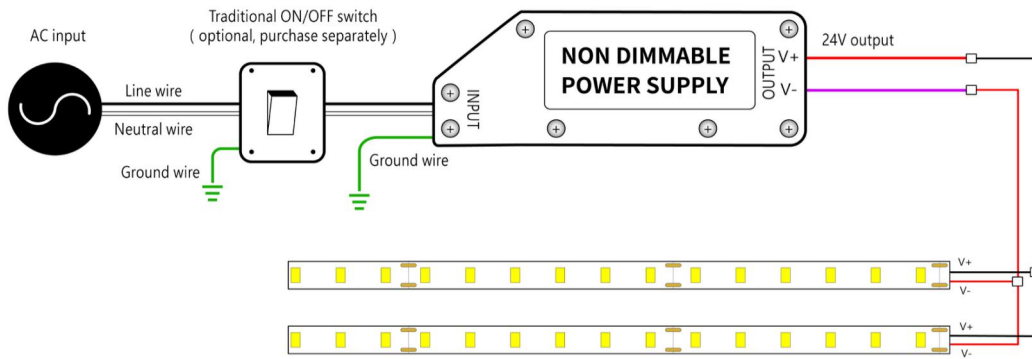 AC input
Traditional ON/OFF switch
( optional, purchase separately )
Line wire
Neutral wire
Ground wire
Ground wire
INPUT
NON DIMMABLE
POWER SUPPLY
OUTPUT
V+
V-
24V output
V+
V-
V+
V-